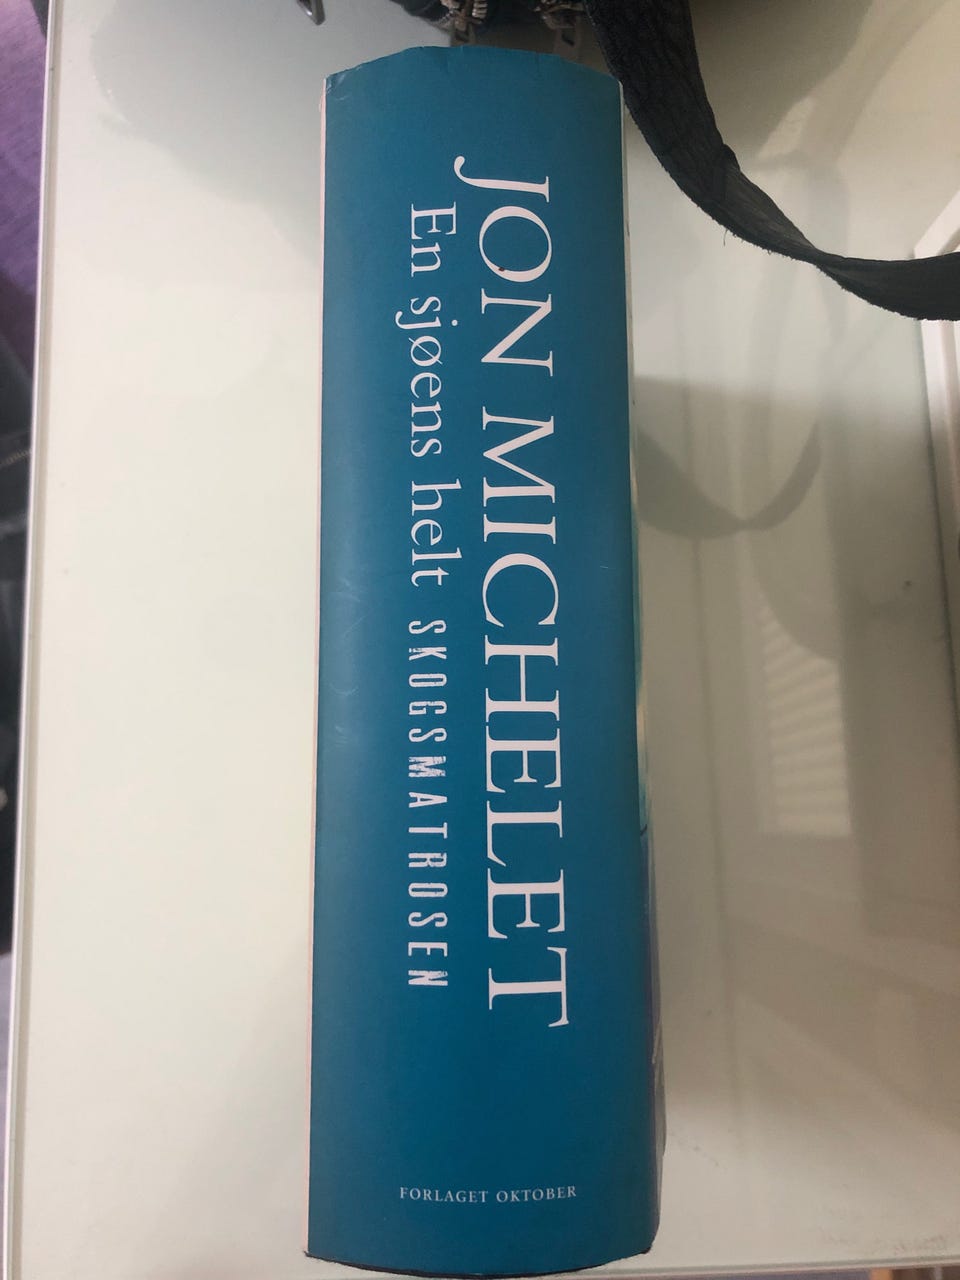 JON MICHELET
En sjøens helt SKOGSMATROSEN
FORLAGET OKTOBER